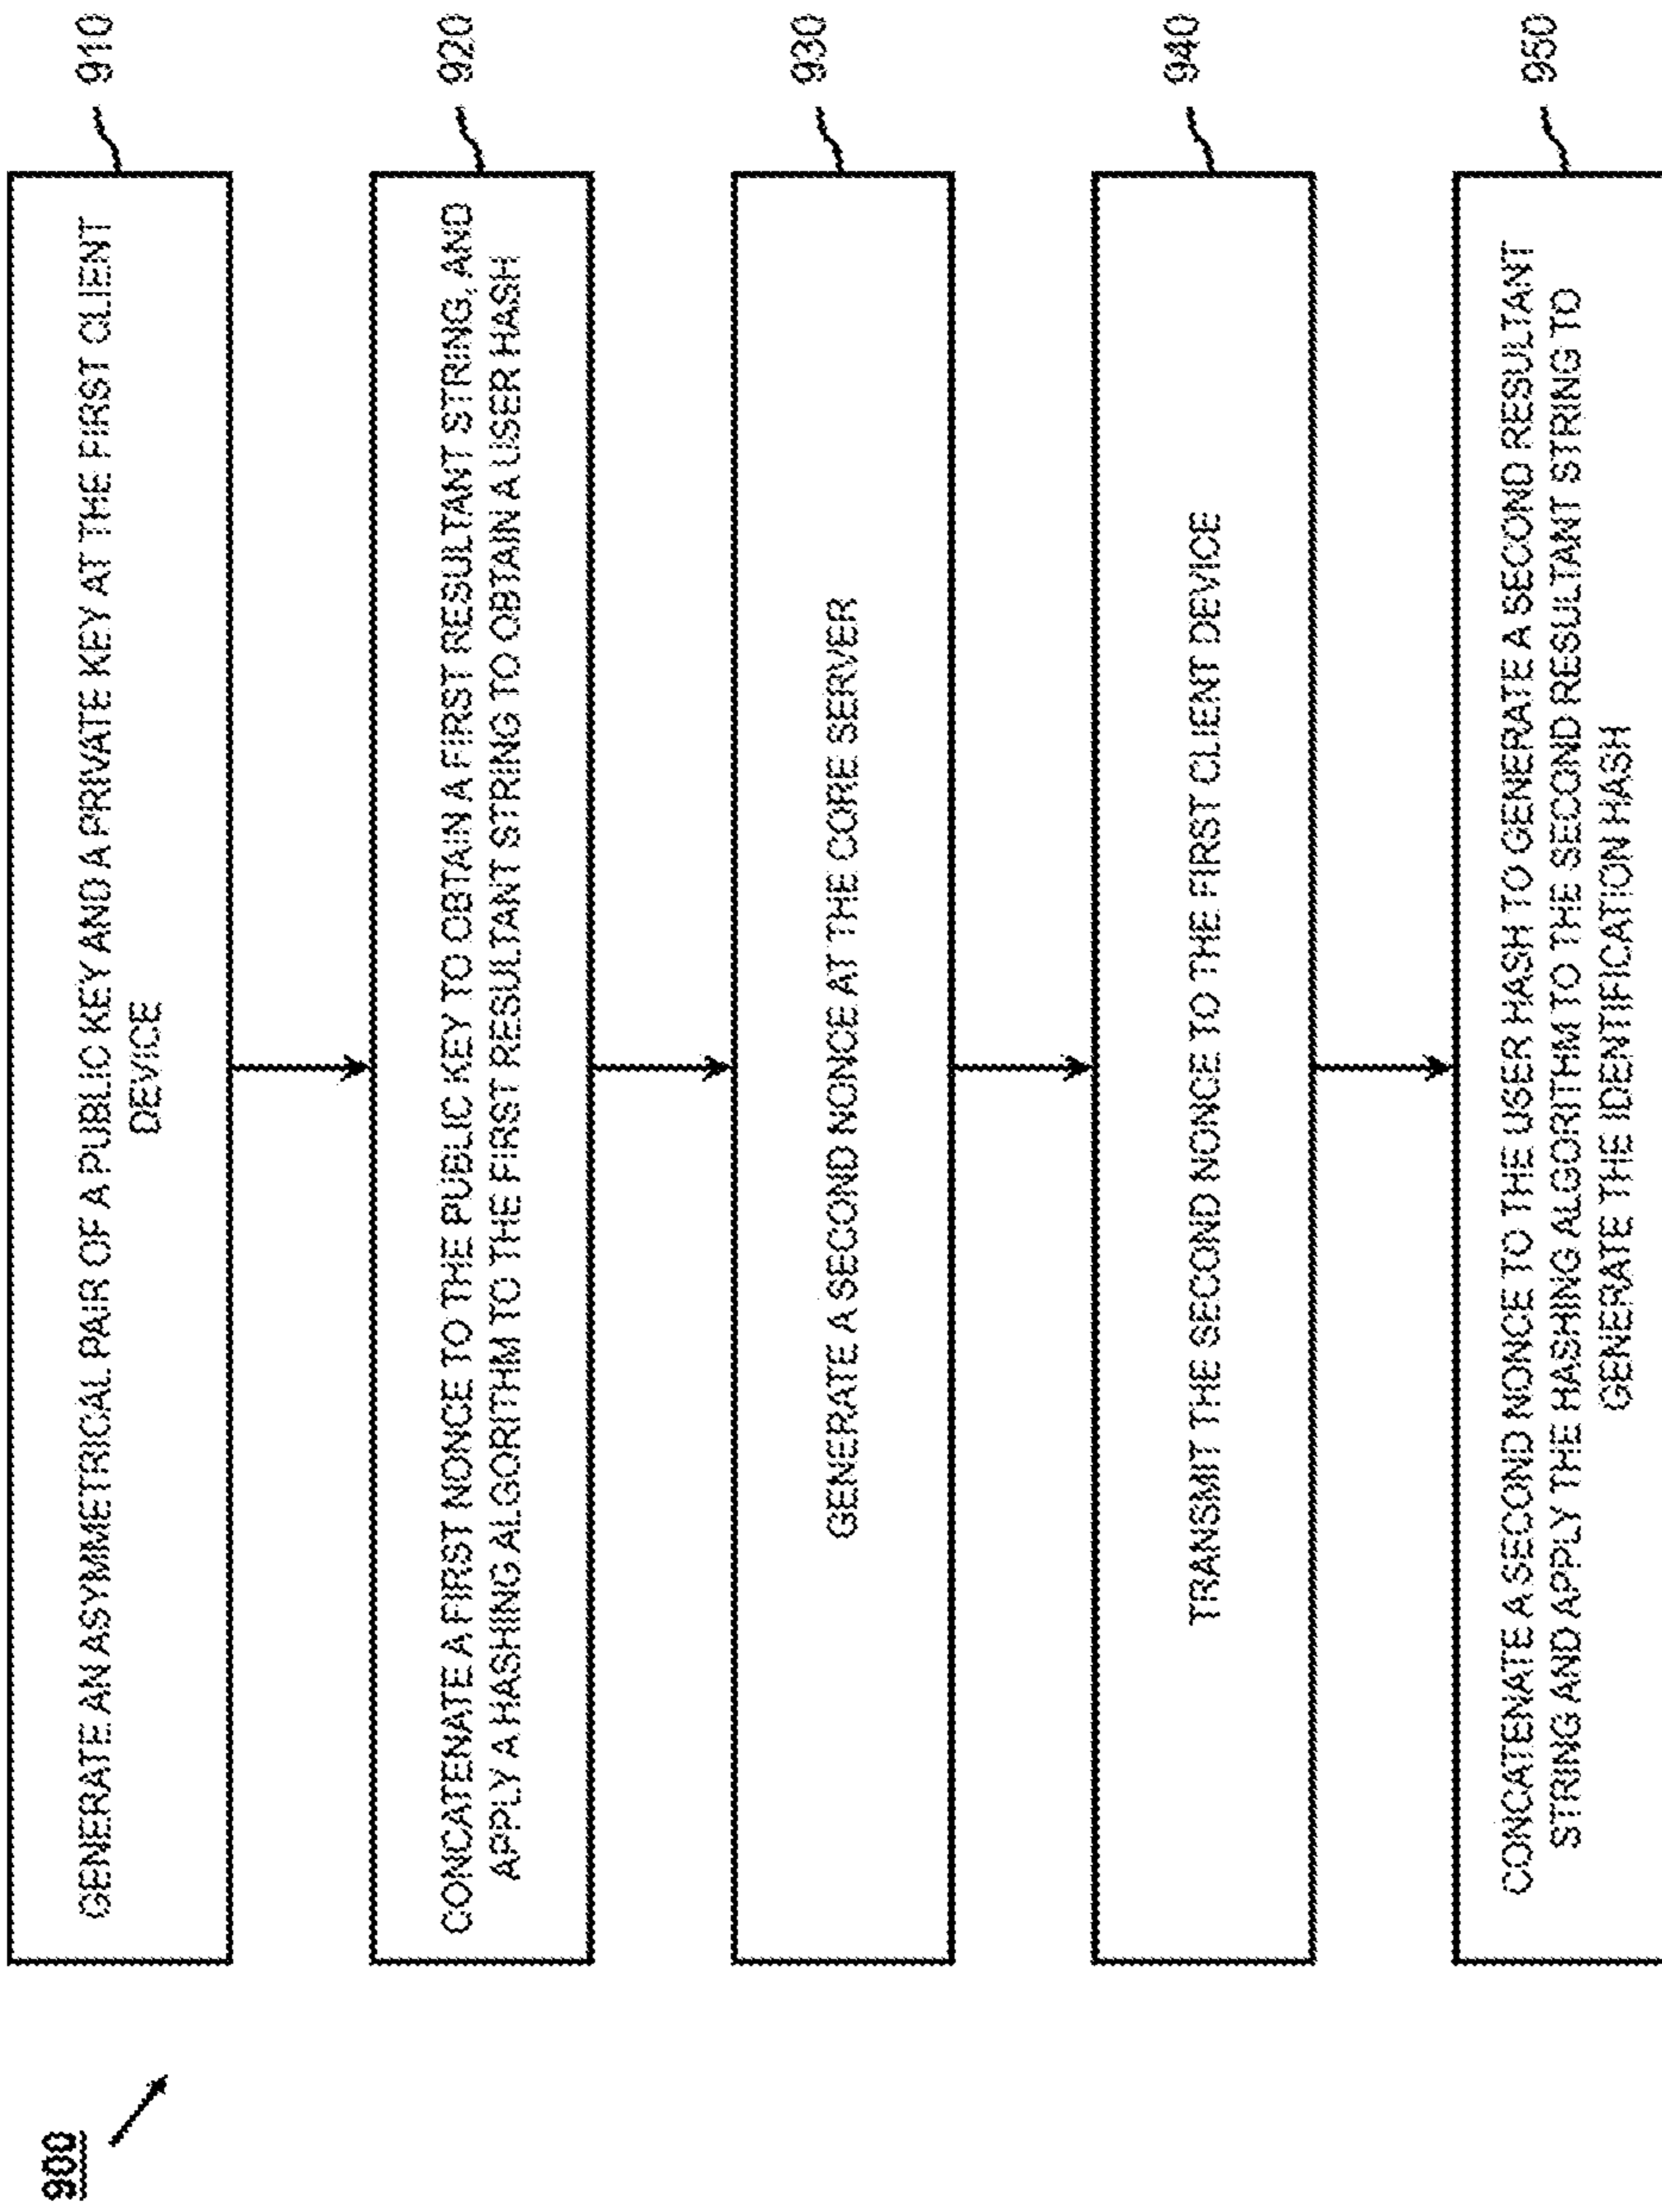 900
GENERATE AN ASYMMETRICAL PAIR OF A PUBLIC KEY AND A PRIVATE KEY AT THE FIRST CLIENT
DEVICE
910
CONCATENATE A FIRST NONCE TO THE PUBLIC KEY TO OBTAIN A FIRST RESULTANT STRING, AND
APPLY A HASHING ALGORITHM TO THE FIRST RESULTANT STRING TO OBTAIN A USER HASH
920
GENERATE A SECOND NONCE AT THE CORE SERVER
930
TRANSMIT THE SECOND NONCE TO THE FIRST CLIENT DEVICE
940
CONCATENATE A SECOND NONCE TO THE USER HASH TO GENERATE A SECOND RESULTANT
STRING AND APPLY THE HASHING ALGORITHM TO THE SECOND RESULTANT STRING TO
GENERATE THE IDENTIFICATION HASH
950